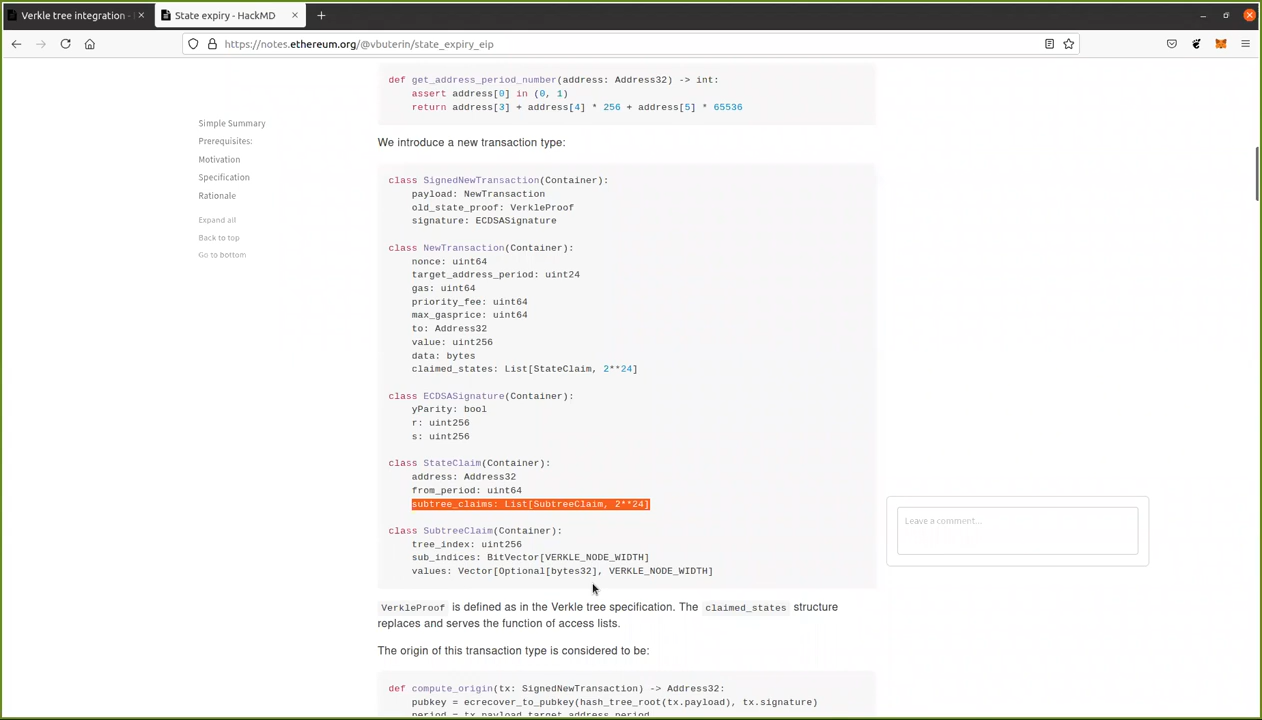 Verkle tree integration -
State expiry - HackMD
https://notes.ethereum.org/@vbuterin/state_expiry_eip
Simple Summary
Prerequisites:
Motivation
Specification
Rationale
Expand all
Back to top
Go to bottom
def get_address_period_number(address: Address32) -> int:
assert address[0] in (0, 1)
return address[3] + address[4] * 256 + address[5] * 65536
We introduce a new transaction type:
class SignedNewTransaction(Container):
payload: NewTransaction
old_state_proof: VerkleProof
signature: ECDSASignature
class NewTransaction(Container):
nonce: uint64
target_address_period: uint24
gas: uint64
priority_fee: uint64
max_gasprice: uint64
to: Address32
value: uint256
data: bytes
claimed_states: List[StateClaim, 2**24]
class ECDSASignature(Container):
yParity: bool
r: uint256
s: uint256
class StateClaim(Container):
address: Address32
from_period: uint64
subtree_claims: List[SubtreeClaim, 2**24]
class SubtreeClaim(Container):
tree_index: uint256
sub_indices: BitVector[VERKLE_NODE_WIDTH]
values: Vector[Optional[bytes32], VERKLE_NODE_WIDTH]
VerkleProof is defined as in the Verkle tree specification. The claimed_states structure
replaces and serves the function of access lists.
The origin of this transaction type is considered to be:
def compute_origin(tx: SignedNewTransaction) -> Address32:
pubkey = ecrecover_to_pubkey(hash_tree_root(tx.payload), tx.signature)
period = tx.payload.target_address_period
Leave a comment...